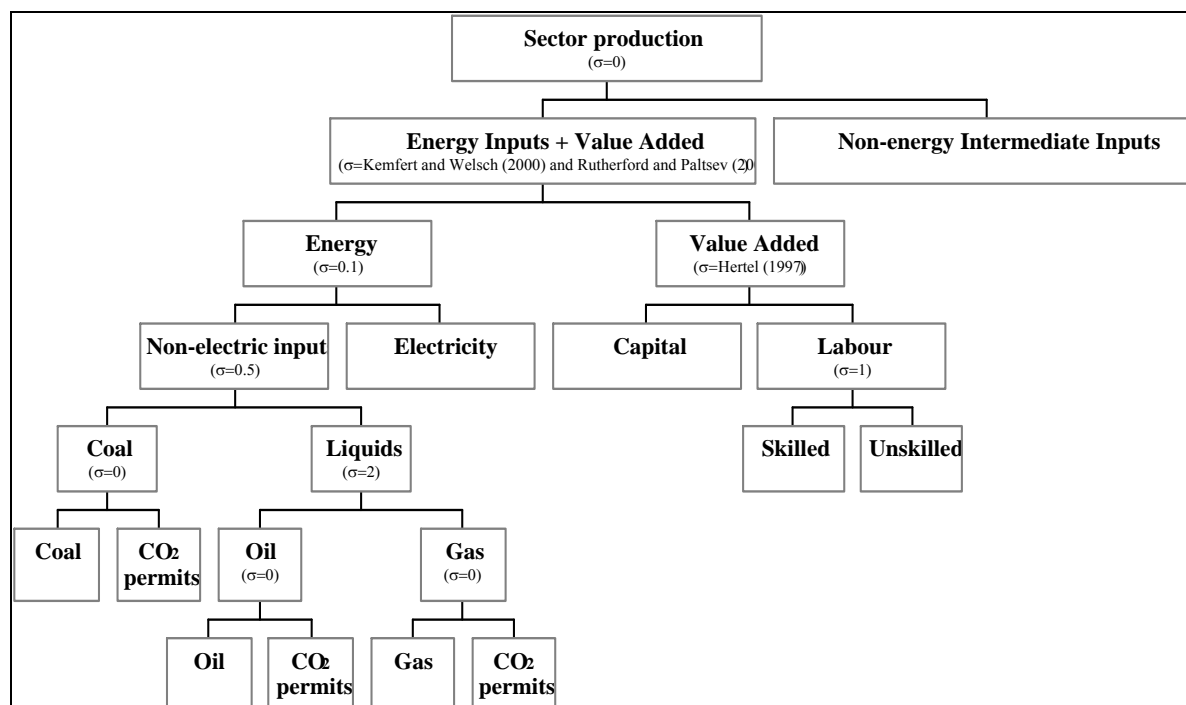 Sector production
(σ=0)
Energy Inputs + Value Added
(σ=Kemfert and Welsch (2000) and Rutherford and Paltsev (20
Non-energy Intermediate Inputs
Energy
(σ=0.1)
Value Added
(σ=Hertel (1997))
Non-electric input
(σ=0.5)
Electricity
Capital
Labour
(σ=1)
Coal
(σ=0)
Liquids
(σ=2)
Skilled
Unskilled
Coal
CO2
permits
Oil
(σ=0)
Gas
(σ=0)
Oil
CO2
permits
Gas
CO2
permits